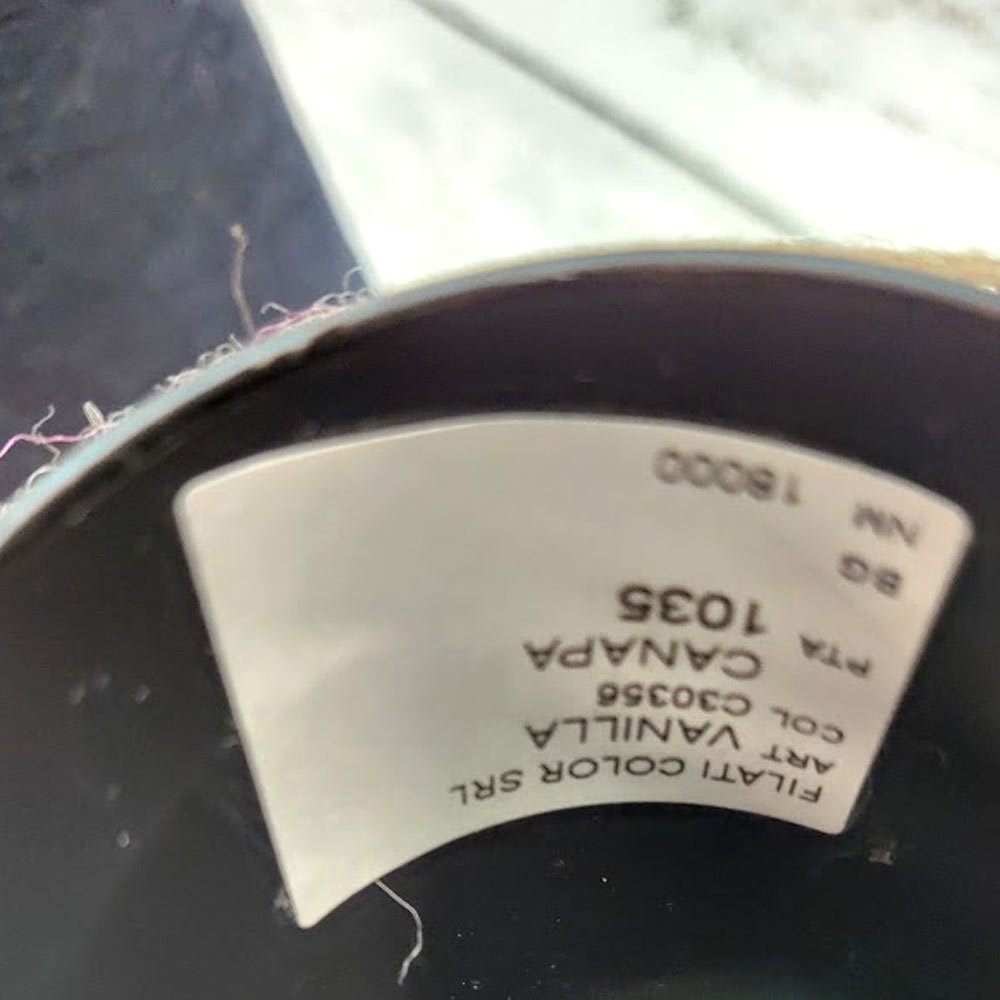 FILATI COLOR SRL
ART VANILLA
COL C30356
CANAPA
PTA 1035
BG
NM 18000